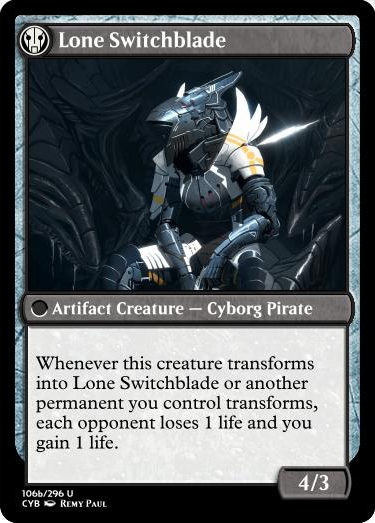 Lone Switchblade
Artifact Creature — Cyborg Pirate
Whenever this creature transforms
into Lone Switchblade or another
permanent you control transforms,
each opponent loses 1 life and you
gain 1 life.
4/3
106b/296 U
CYB Remy Paul